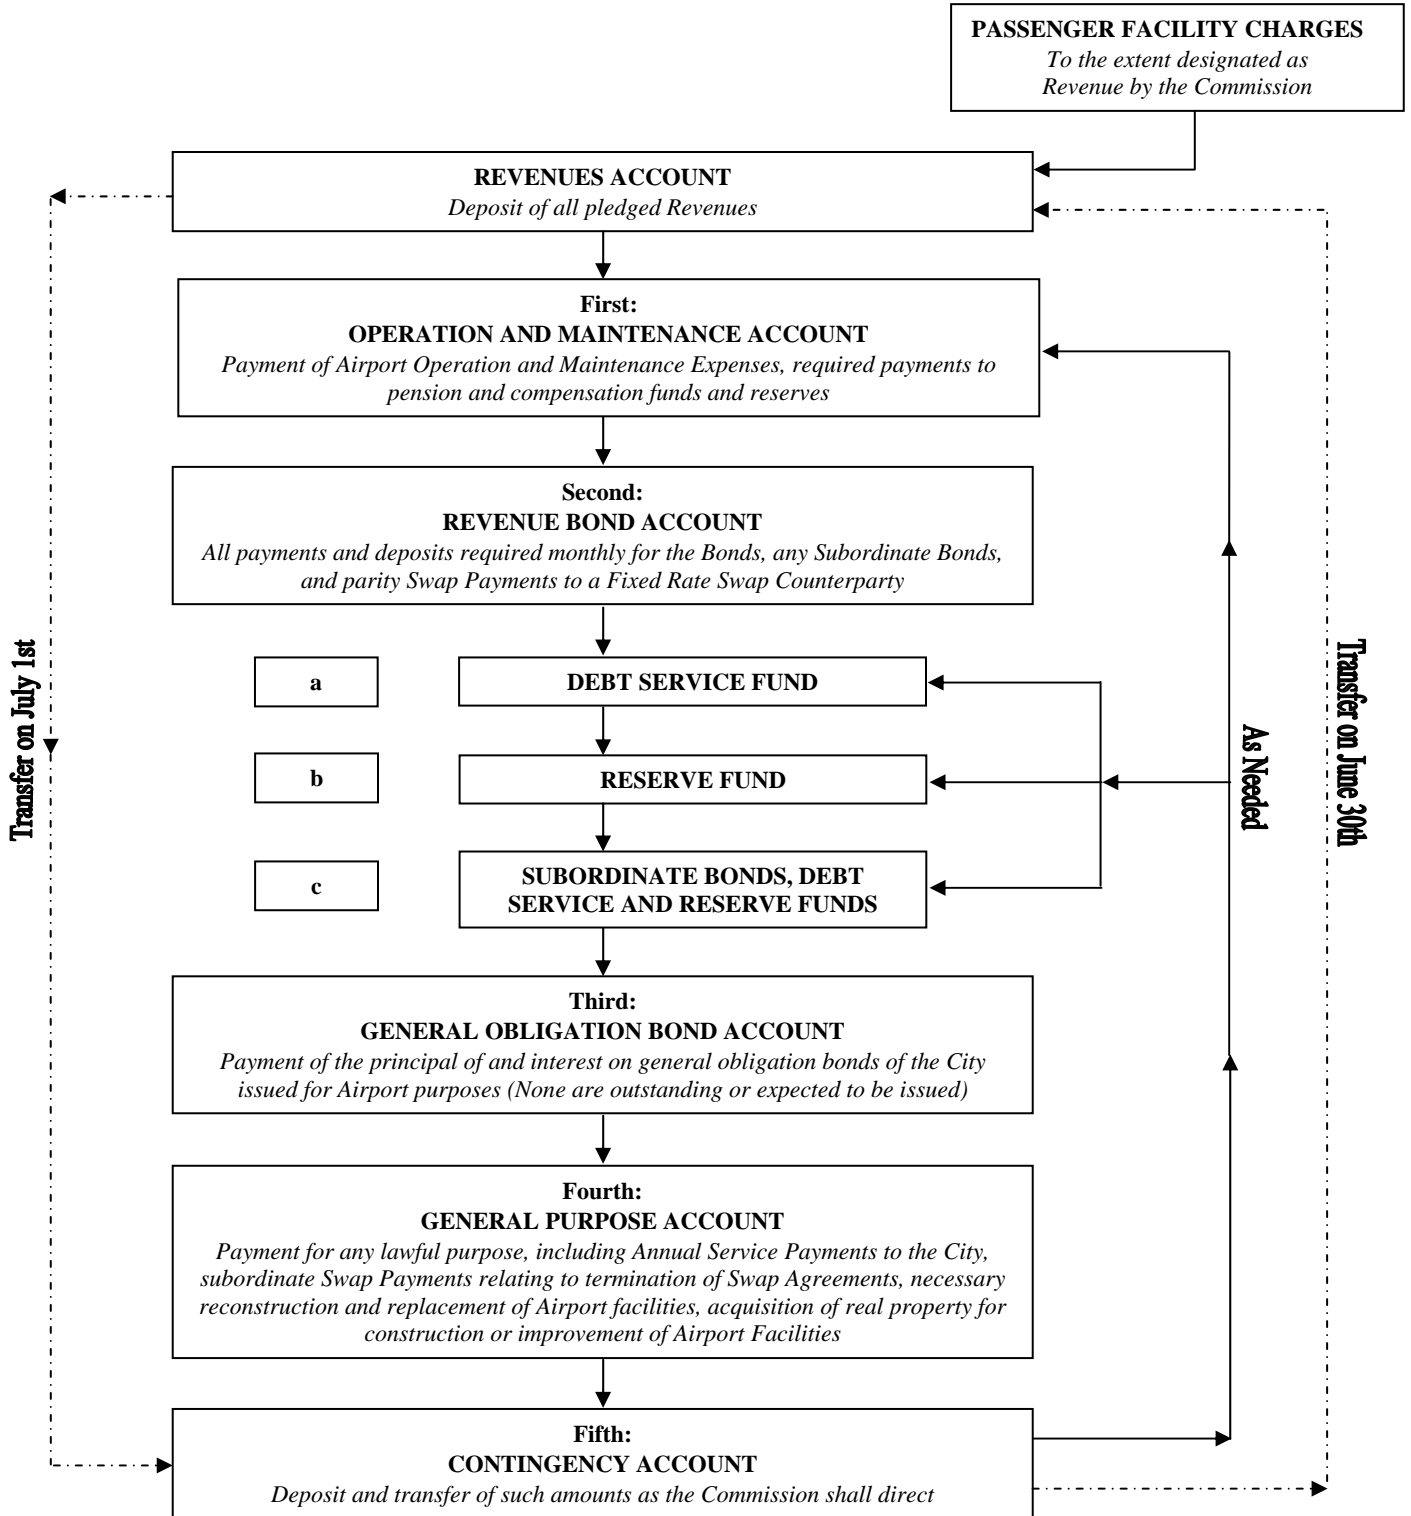 PASSENGER FACILITY CHARGES
To the extent designated as
Revenue by the Commission
REVENUES ACCOUNT
Deposit of all pledged Revenues
First:
OPERATION AND MAINTENANCE ACCOUNT
Payment of Airport Operation and Maintenance Expenses, required payments to
pension and compensation funds and reserves
Second:
REVENUE BOND ACCOUNT
All payments and deposits required monthly for the Bonds, any Subordinate Bonds,
and parity Swap Payments to a Fixed Rate Swap Counterparty
Transfer on July 1st
Transfer on June 30th
As Needed
a
DEBT SERVICE FUND
b
RESERVE FUND
c
SUBORDINATE BONDS, DEBT
SERVICE AND RESERVE FUNDS
Third:
GENERAL OBLIGATION BOND ACCOUNT
Payment of the principal of and interest on general obligation bonds of the City
issued for Airport purposes (None are outstanding or expected to be issued)
Fourth:
GENERAL PURPOSE ACCOUNT
Payment for any lawful purpose, including Annual Service Payments to the City,
subordinate Swap Payments relating to termination of Swap Agreements, necessary
reconstruction and replacement of Airport facilities, acquisition of real property for
construction or improvement of Airport Facilities
Fifth:
CONTINGENCY ACCOUNT
Deposit and transfer of such amounts as the Commission shall direct